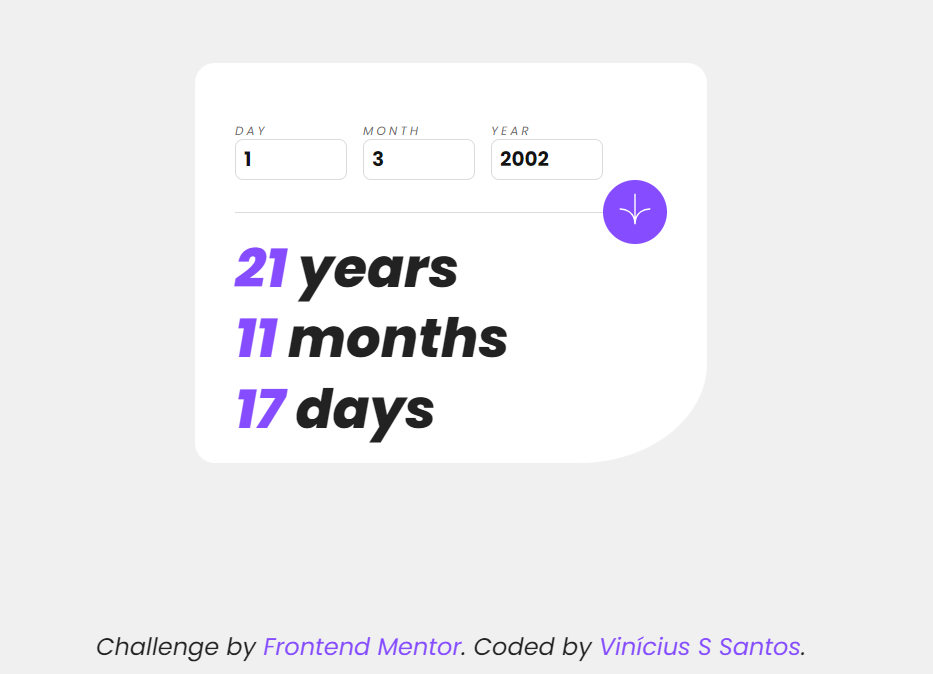 DAY MONTH YEAR
1 3 2002
21 years
11 months
17 days
Challenge by Frontend Mentor. Coded by Vinícius S Santos.